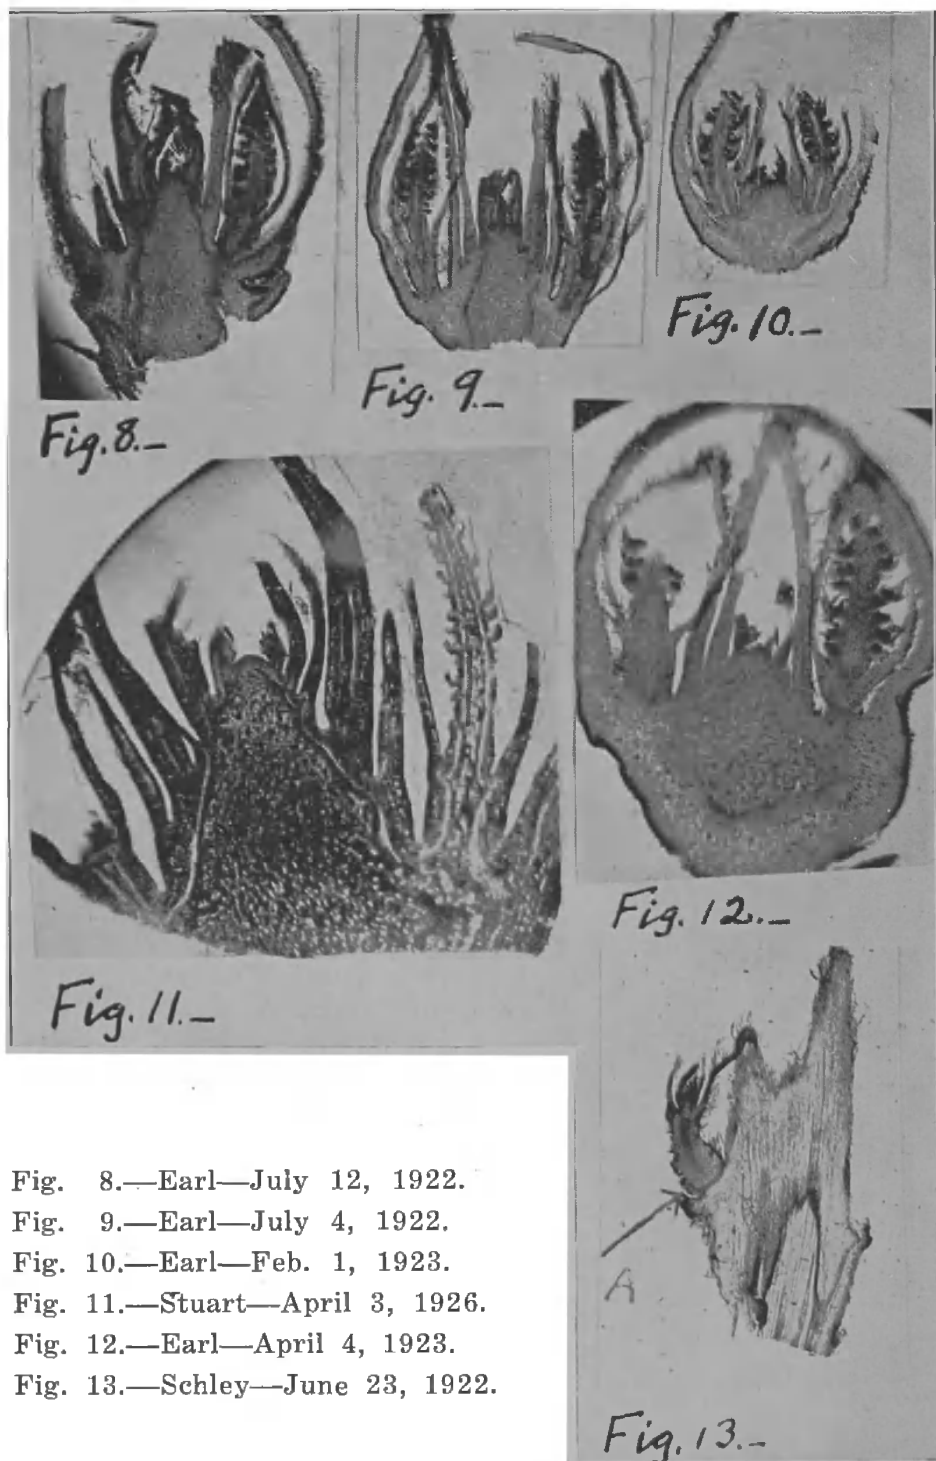 Fig. 8.—
Fig. 9.—
Fig. 10.—
Fig. 11.—
Fig. 12.—
A
Fig. 13.—
Fig. 8.—Earl—July 12, 1922.
Fig. 9.—Earl—July 4, 1922.
Fig. 10.—Earl—Feb. 1, 1923.
Fig. 11.—Stuart—April 3, 1926.
Fig. 12.—Earl—April 4, 1923.
Fig. 13.—Schley—June 23, 1922.